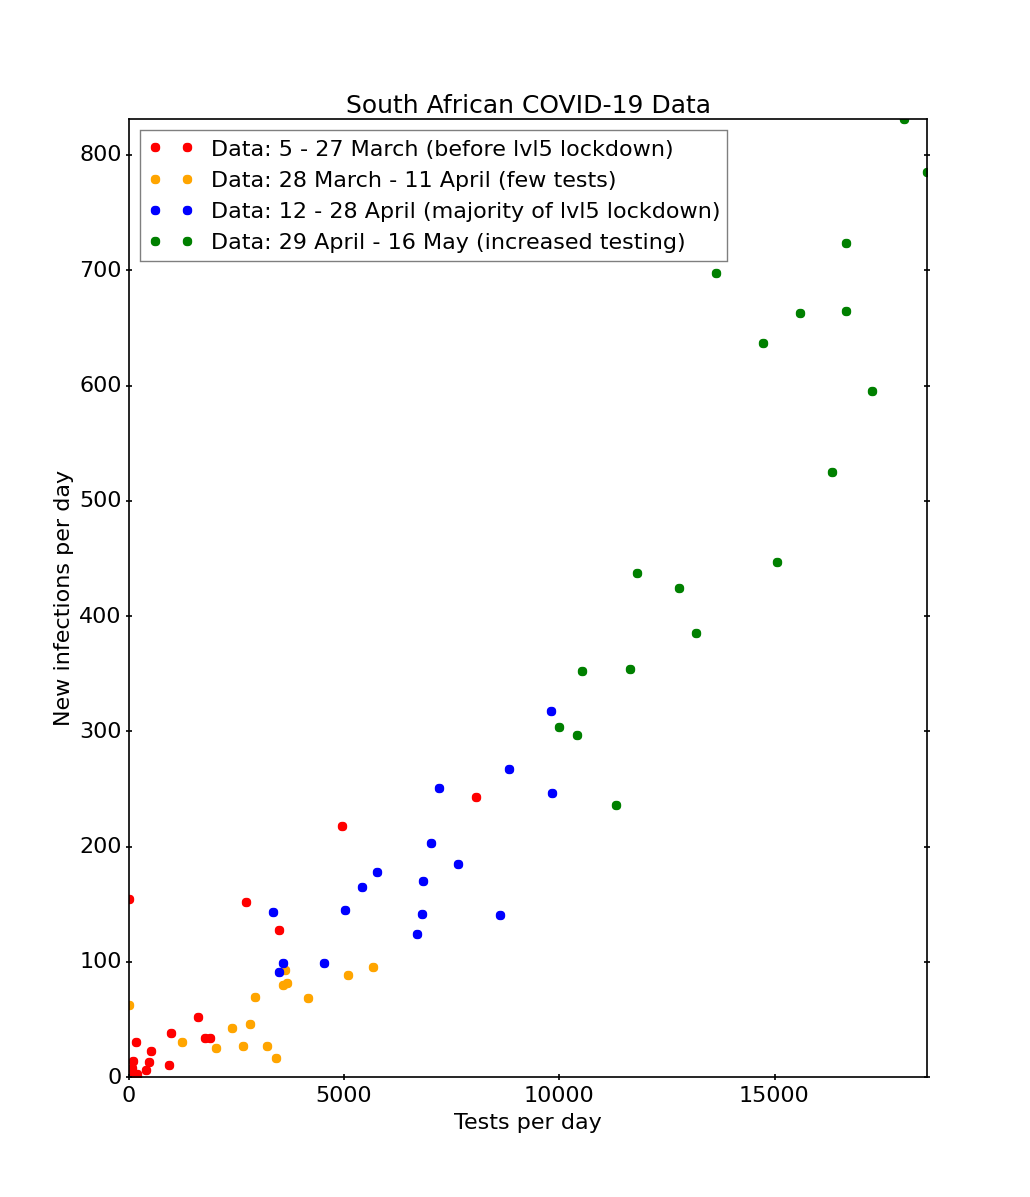 South African COVID-19 Data
Data: 5 - 27 March (before lvl5 lockdown)
Data: 28 March - 11 April (few tests)
Data: 12 - 28 April (majority of lvl5 lockdown)
Data: 29 April - 16 May (increased testing)
800
700
600
500
400
300
200
100
0
New infections per day
0 5000 10000 15000
Tests per day